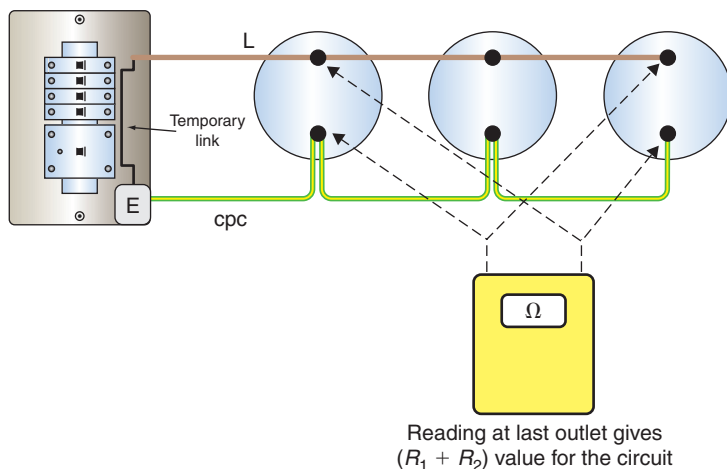 L
Temporary
link
E
cpc
Ω
Reading at last outlet gives
(R₁ + R₂) value for the circuit